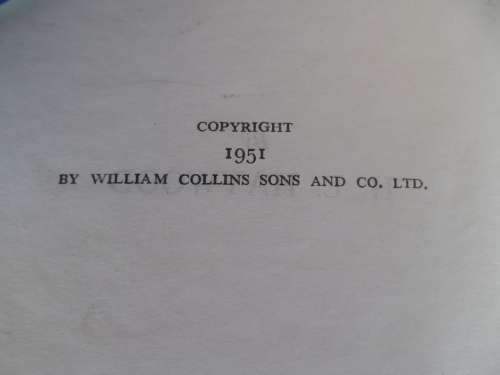 COPYRIGHT
1951
BY WILLIAM COLLINS SONS AND CO. LTD.